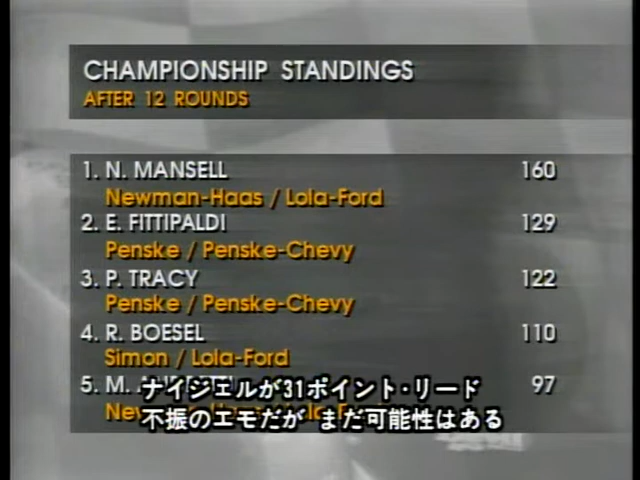 CHAMPIONSHIP STANDINGS
AFTER 12 ROUNDS
1. N. MANSELL 160
Newman-Haas / Lola-Ford
2. E. FITTIPALDI 129
Penske / Penske-Chevy
3. P. TRACY 122
Penske / Penske-Chevy
4. R. BOESEL 110
Simon / Lola-Ford
5. M. 97
ナイジェルが31ポイント・リード
不振のエモだが まだ可能性はある